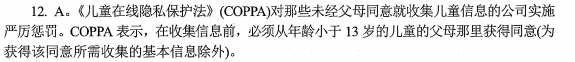 12. A。《儿童在线隐私保护法》(COPPA)对那些未经父母同意就收集儿童信息的公司实施
严厉惩罚。COPPA 表示，在收集信息前，必须从年龄小于 13 岁的儿童的父母那里获得同意(为
获得该同意所需收集的基本信息除外)。